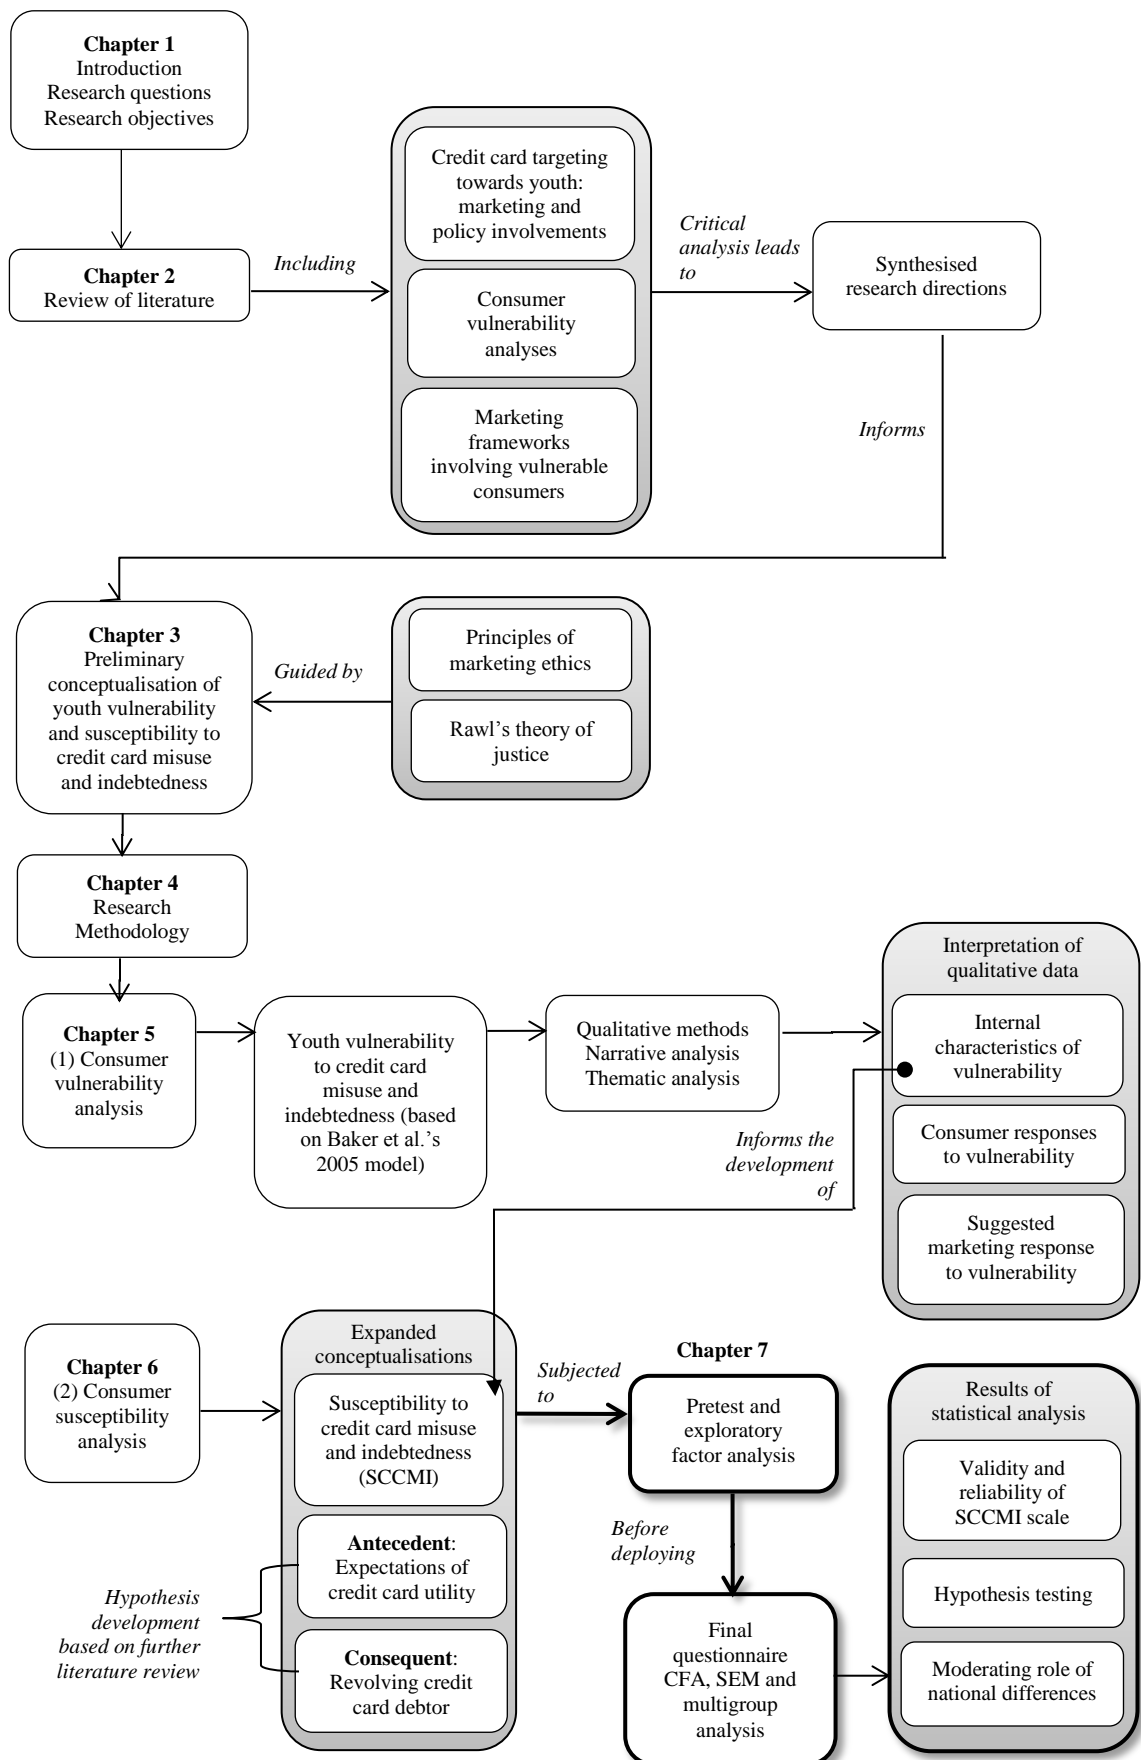 Chapter 1
Introduction
Research questions
Research objectives
Chapter 2
Review of literature
Including
Credit card targeting
towards youth:
marketing and
policy involvements
Consumer
vulnerability
analyses
Marketing
frameworks
involving vulnerable
consumers
Critical
analysis leads
to
Synthesised
research directions
Informs
Chapter 3
Preliminary
conceptualisation of
youth vulnerability
and susceptibility to
credit card misuse
and indebtedness
Guided by
Principles of
marketing ethics
Rawl's theory of
justice
Chapter 4
Research
Methodology
Chapter 5
(1) Consumer
vulnerability
analysis
Youth vulnerability
to credit card
misuse and
indebtedness (based
on Baker et al.'s
2005 model)
Qualitative methods
Narrative analysis
Thematic analysis
Interpretation of
qualitative data
Internal
characteristics of
vulnerability
Consumer responses
to vulnerability
Suggested
marketing response
to vulnerability
Informs the
development
of
Chapter 6
(2) Consumer
susceptibility
analysis
Expanded
conceptualisations
Susceptibility to
credit card misuse
and indebtedness
(SCCMI)
Antecedent:
Expectations of
credit card utility
Consequent:
Revolving credit
card debtor
Hypothesis
development
based on further
literature review
Subjected
to
Chapter 7
Pretest and
exploratory
factor analysis
Before
deploying
Final
questionnaire
CFA, SEM and
multigroup
analysis
Results of
statistical analysis
Validity and
reliability of
SCCMI scale
Hypothesis testing
Moderating role of
national differences